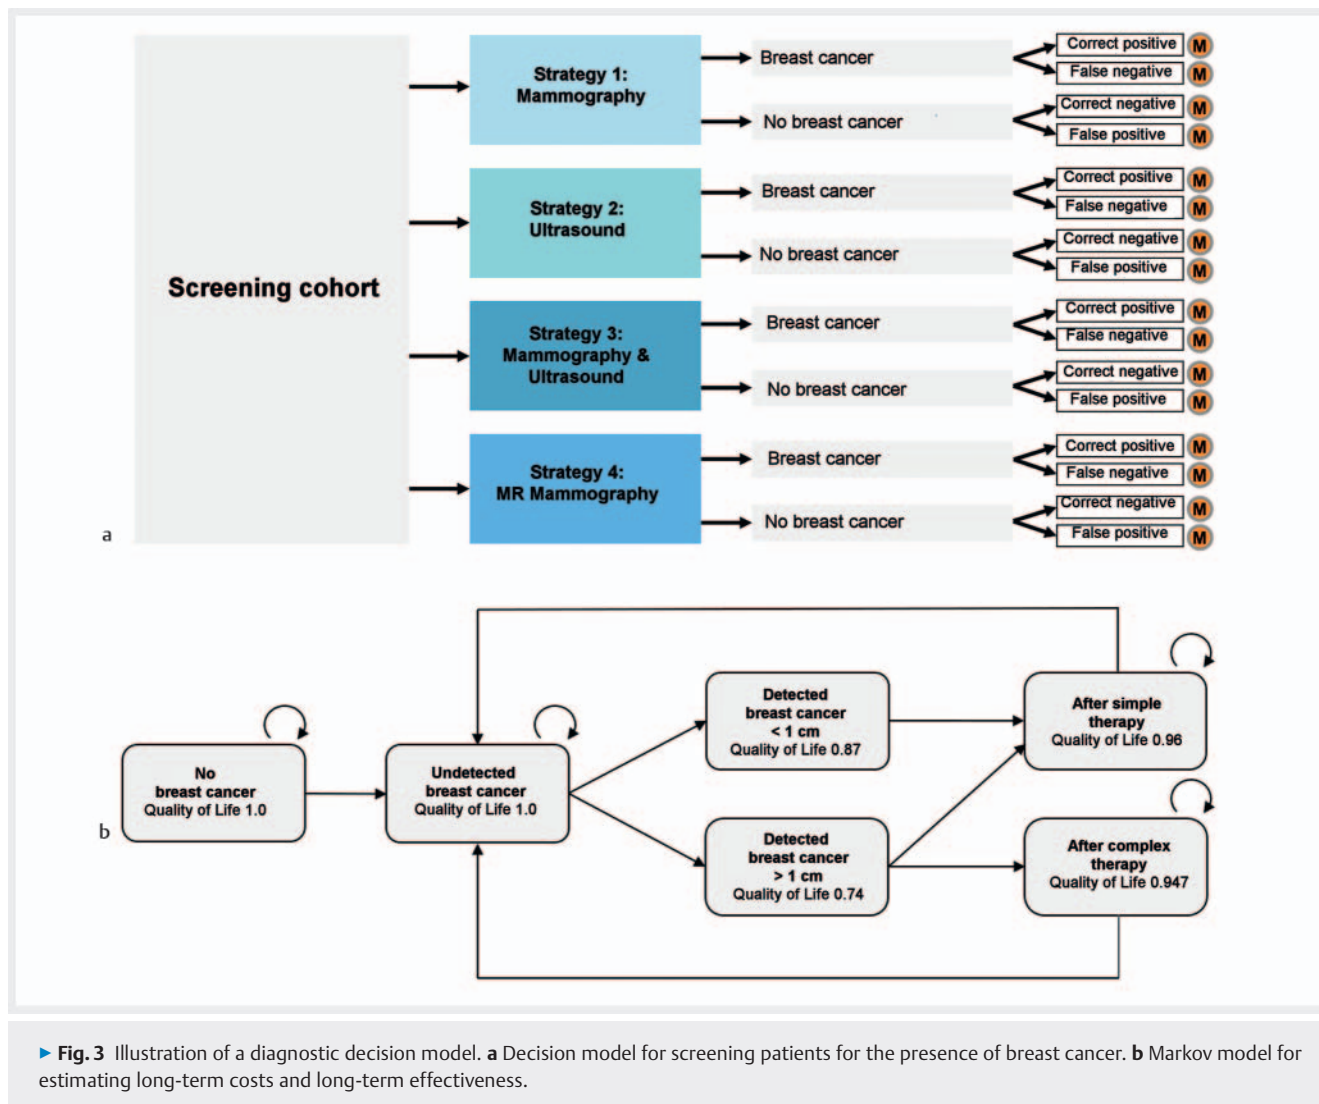 Screening cohort
Strategy 1:
Mammography
Breast cancer
Correct positive M
False negative M
No breast cancer
Correct negative M
False positive M
Strategy 2:
Ultrasound
Breast cancer
Correct positive M
False negative M
No breast cancer
Correct negative M
False positive M
Strategy 3:
Mammography &
Ultrasound
Breast cancer
Correct positive M
False negative M
No breast cancer
Correct negative M
False positive M
Strategy 4:
MR Mammography
Breast cancer
Correct positive M
False negative M
No breast cancer
Correct negative M
False positive M
a
No
breast cancer
Quality of Life 1.0
Undetected
breast cancer
Quality of Life 1.0
Detected
breast cancer
< 1 cm
Quality of Life 0.87
Detected
breast cancer
> 1 cm
Quality of Life 0.74
After simple
therapy
Quality of Life 0.96
After complex
therapy
Quality of Life 0.947
b
▶ Fig. 3 Illustration of a diagnostic decision model. a Decision model for screening patients for the presence of breast cancer. b Markov model for
estimating long-term costs and long-term effectiveness.